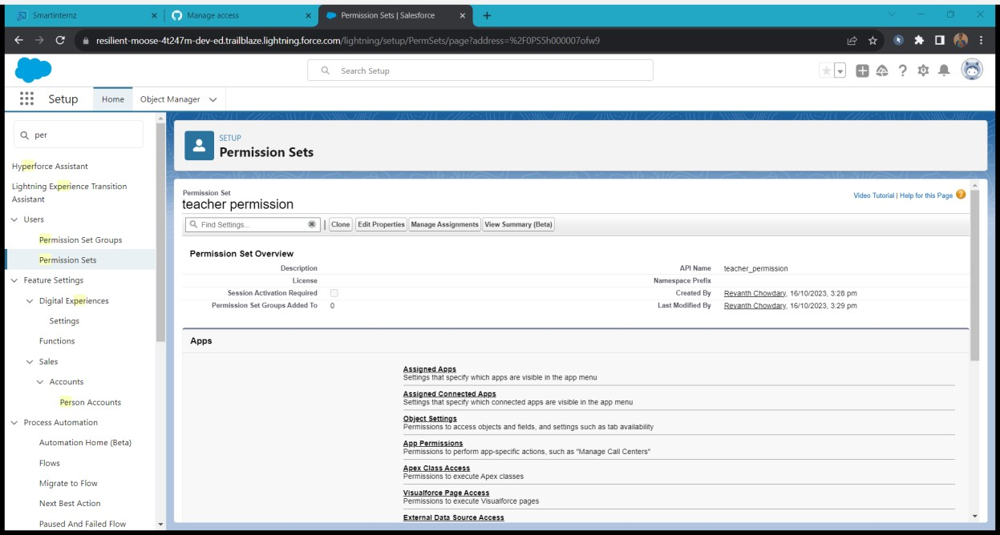 Smartinternz
Manage access
Permission Sets | Salesforce
resilient-moose-4t247m-dev-ed.trailblaze.lightning.force.com/lightning/setup/PermSets/page?address=%2F0PS5h000007ofw9
Search Setup
Setup
Home
Object Manager
per
Hyperforce Assistant
Lightning Experience Transition
Assistant
Users
Permission Set Groups
Permission Sets
Feature Settings
Digital Experiences
Settings
Functions
Sales
Accounts
Person Accounts
Process Automation
Automation Home (Beta)
Flows
Migrate to Flow
Next Best Action
Paused And Failed Flow
SETUP
Permission Sets
Permission Set
teacher permission
Video Tutorial | Help for this Page
Find Settings...
| Clone Edit Properties Manage Assignments View Summary (Beta)
Permission Set Overview
Description
API Name teacher_permission
License
Namespace Prefix
Session Activation Required
Created By Revanth Chowdary, 16/10/2023, 3:28 pm
Permission Set Groups Added To 0
Last Modified By Revanth Chowdary, 16/10/2023, 3:29 pm
Apps
Assigned Apps
Settings that specify which apps are visible in the app menu
Assigned Connected Apps
Settings that specify which connected apps are visible in the app menu
Object Settings
Permissions to access objects and fields, and settings such as tab availability
App Permissions
Permissions to perform app-specific actions, such as "Manage Call Centers"
Apex Class Access
Permissions to execute Apex classes
Visualforce Page Access
Permissions to execute Visualforce pages
External Data Source Access